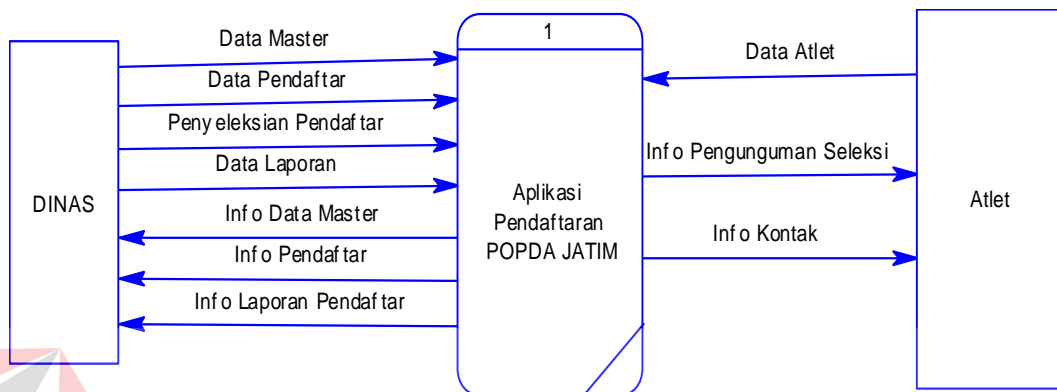 1
Data Master
Data Pendaftar
Penyeleksian Pendaftar
Data Laporan
Info Data Master
Info Pendaftar
Info Laporan Pendaftar
DINAS
Aplikasi
Pendaftaran
POPDA JATIM
Data Atlet
Info Pengunguman Seleksi
Info Kontak
Atlet